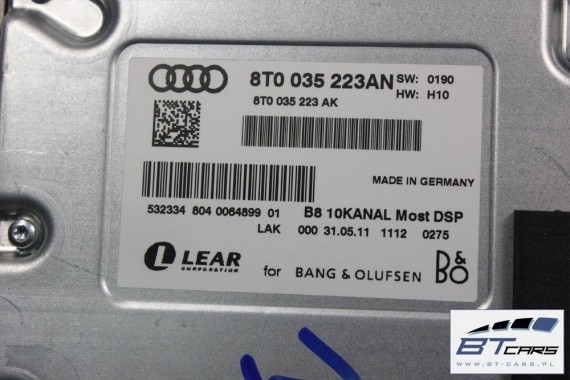 8T0 035 223AN SW: 0190
8T0 035 223 AK HW: H10
MADE IN GERMANY
532334 804 0064899 01 B8 10KANAL Most DSP
LAK 000 31.05.11 1112 0275
LEAR
CORPORATION
for BANG & OLUFSEN B&O
BT CARS
WWW.BT-CARS.PL